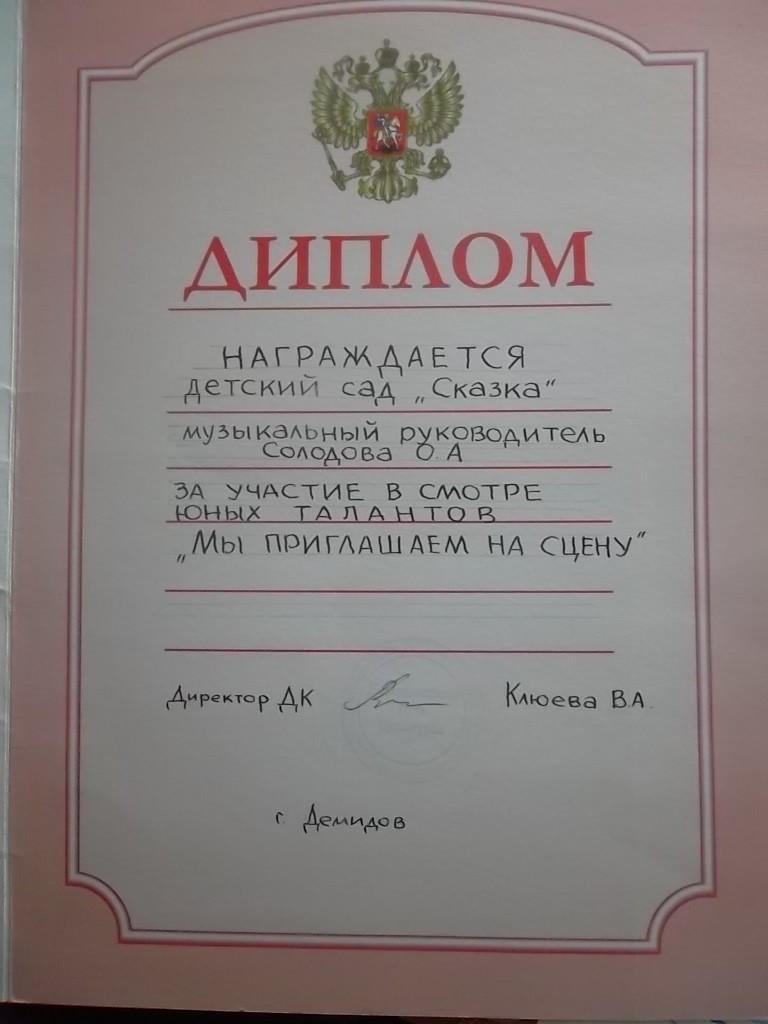 ДИПЛОМ
НАГРАЖДАЕТСЯ
детский сад „Сказка“
музыкальный руководитель
Солодова О.А
ЗА УЧАСТИЕ В СМОТРЕ
ЮНЫХ ТАЛАНТОВ
„МЫ ПРИГЛАШАЕМ НА СЦЕНУ“
Директор ДК Клюева В.А.
г. Демидов